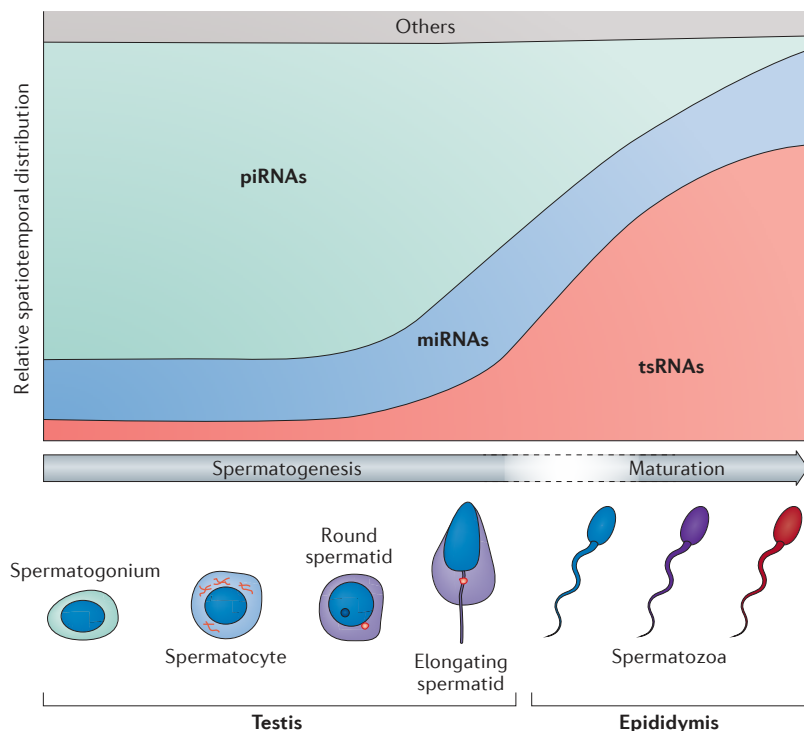 Others
Relative spatiotemporal distribution
piRNAs
miRNAs
tsRNAs
Spermatogenesis
Maturation
Spermatogonium
Spermatocyte
Round
spermatid
Elongating
spermatid
Spermatozoa
Testis
Epididymis